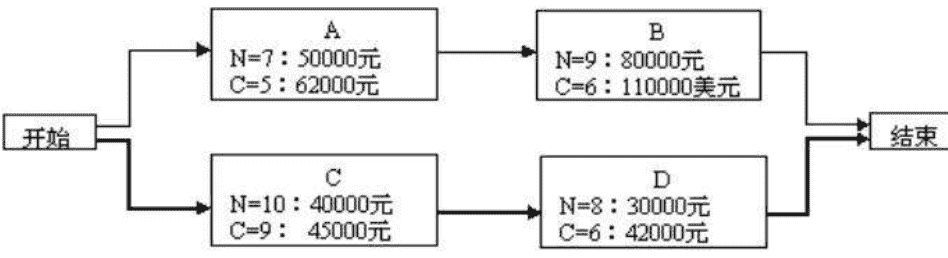 A
N=7：50000元
C=5：62000元
B
N=9：80000元
C=6：110000美元
开始
结束
C
N=10：40000元
C=9： 45000元
D
N=8：30000元
C=6：42000元